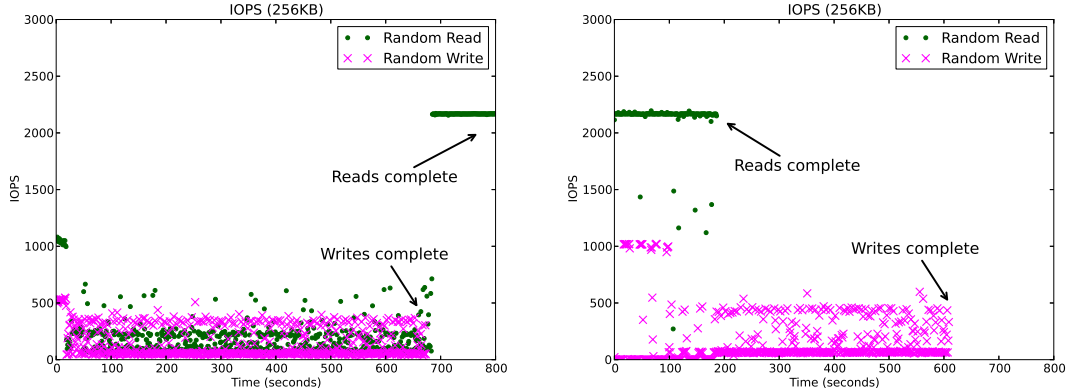 IOPS (256KB)
3000
2500
2000
1500
1000
500
0
IOPS
Random Read
Random Write
Reads complete
Writes complete
0 100 200 300 400 500 600 700 800
Time (seconds)
IOPS (256KB)
3000
2500
2000
1500
1000
500
0
IOPS
Random Read
Random Write
Reads complete
Writes complete
0 100 200 300 400 500 600 700 800
Time (seconds)